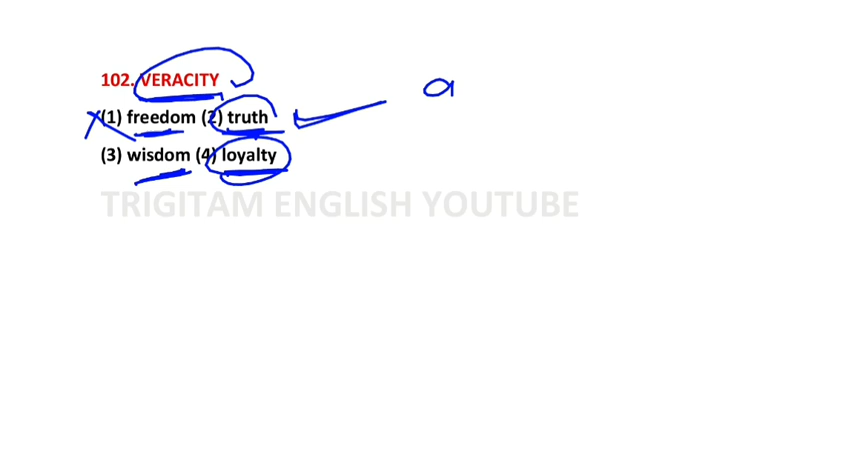 102. VERACITY
(1) freedom (2) truth
(3) wisdom (4) loyalty
TRIGITAM ENGLISH YOUTUBE